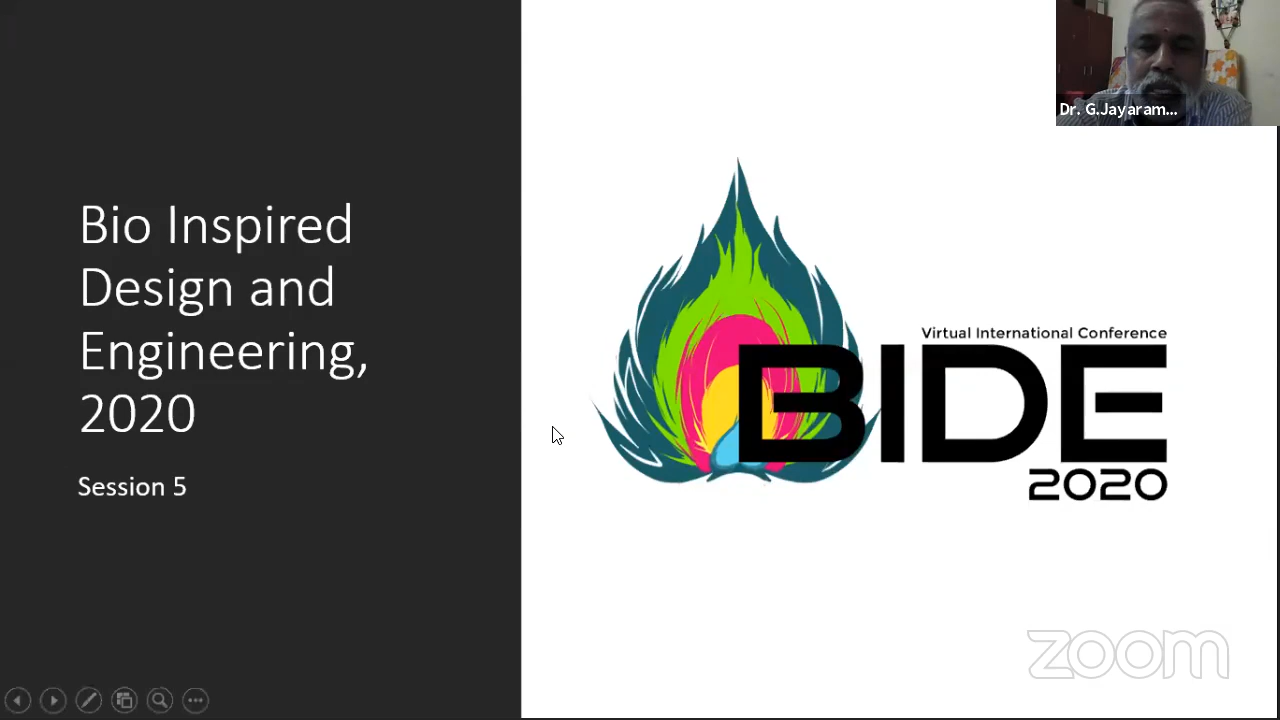 Bio Inspired
Design and
Engineering,
2020
Session 5
Virtual International Conference
BIDE
2020
Dr. G.Jayaram...
zoom